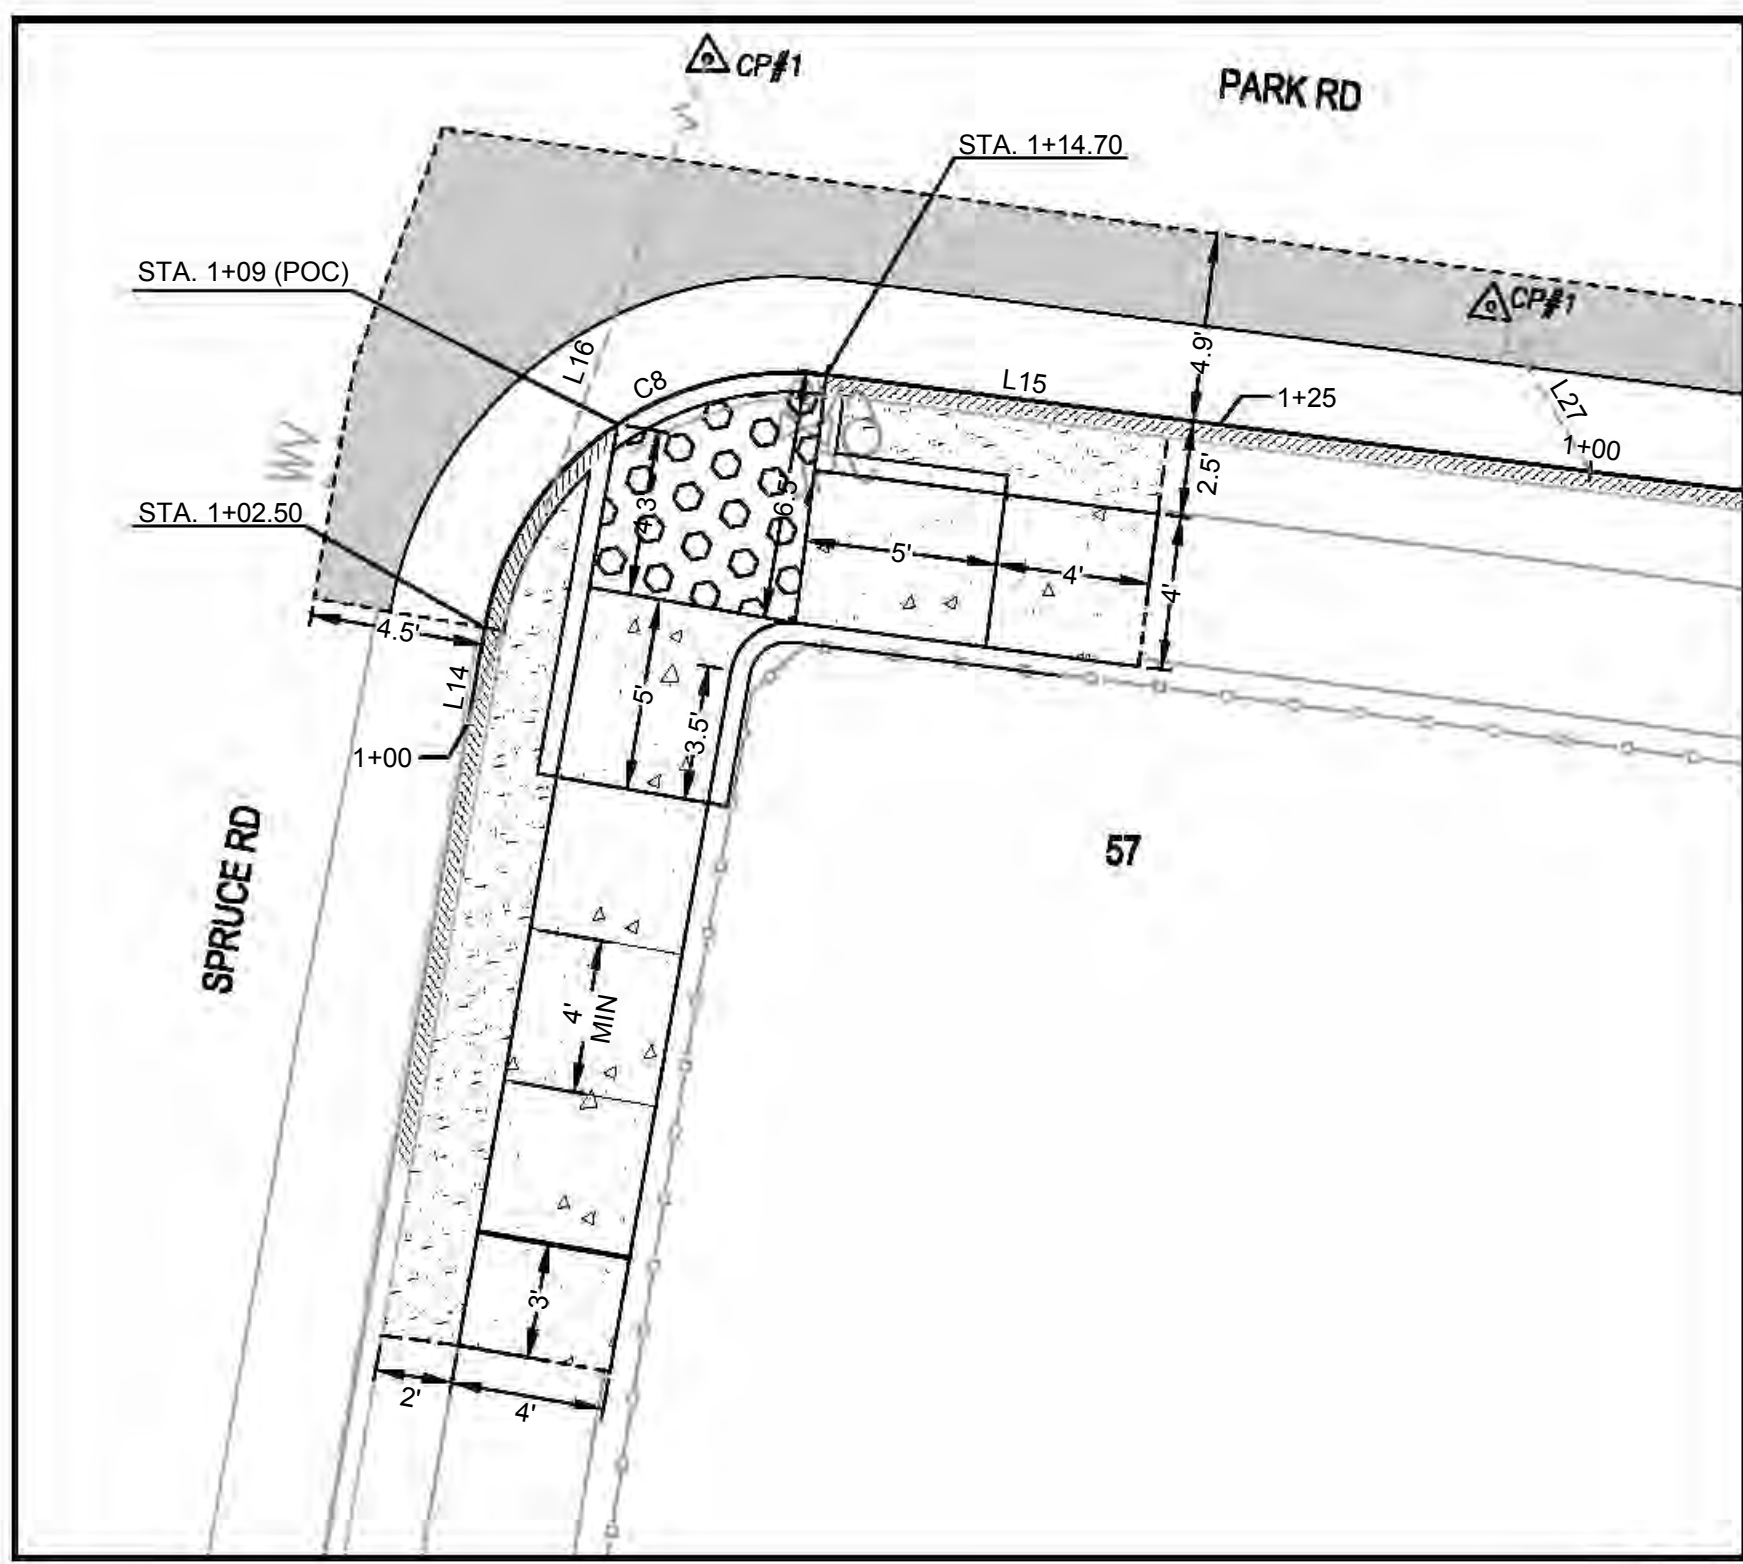 CP#1
PARK RD
STA. 1+14.70
STA. 1+09 (POC)
CP#1
L16
C8
4.9'
L15
1+25
L27
1+00
WV
2.5'
6.5'
4.3'
STA. 1+02.50
5'
4'
4'
4.5'
L14
5'
3.5'
1+00
57
SPRUCE RD
4'
MIN
3'
2'
4'